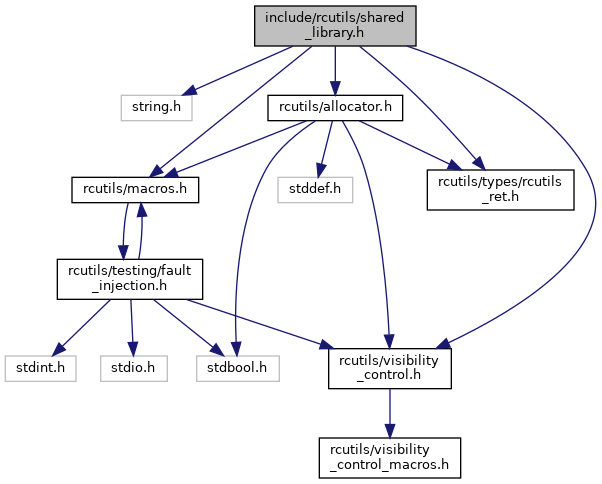 include/rcutils/shared
_library.h
string.h
rcutils/allocator.h
rcutils/macros.h
stddef.h
rcutils/types/rcutils
_ret.h
rcutils/testing/fault
_injection.h
stdint.h
stdio.h
stdbool.h
rcutils/visibility
_control.h
rcutils/visibility
_control_macros.h